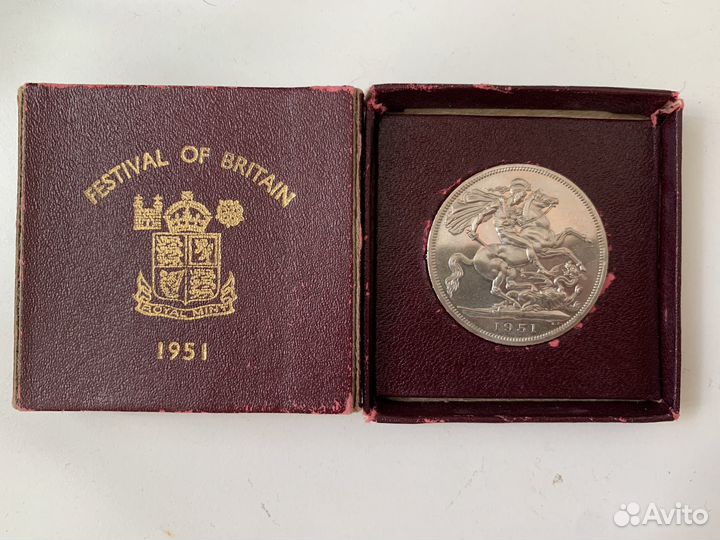 FESTIVAL OF BRITAIN
ROYAL MINT
1951
1951
Avito